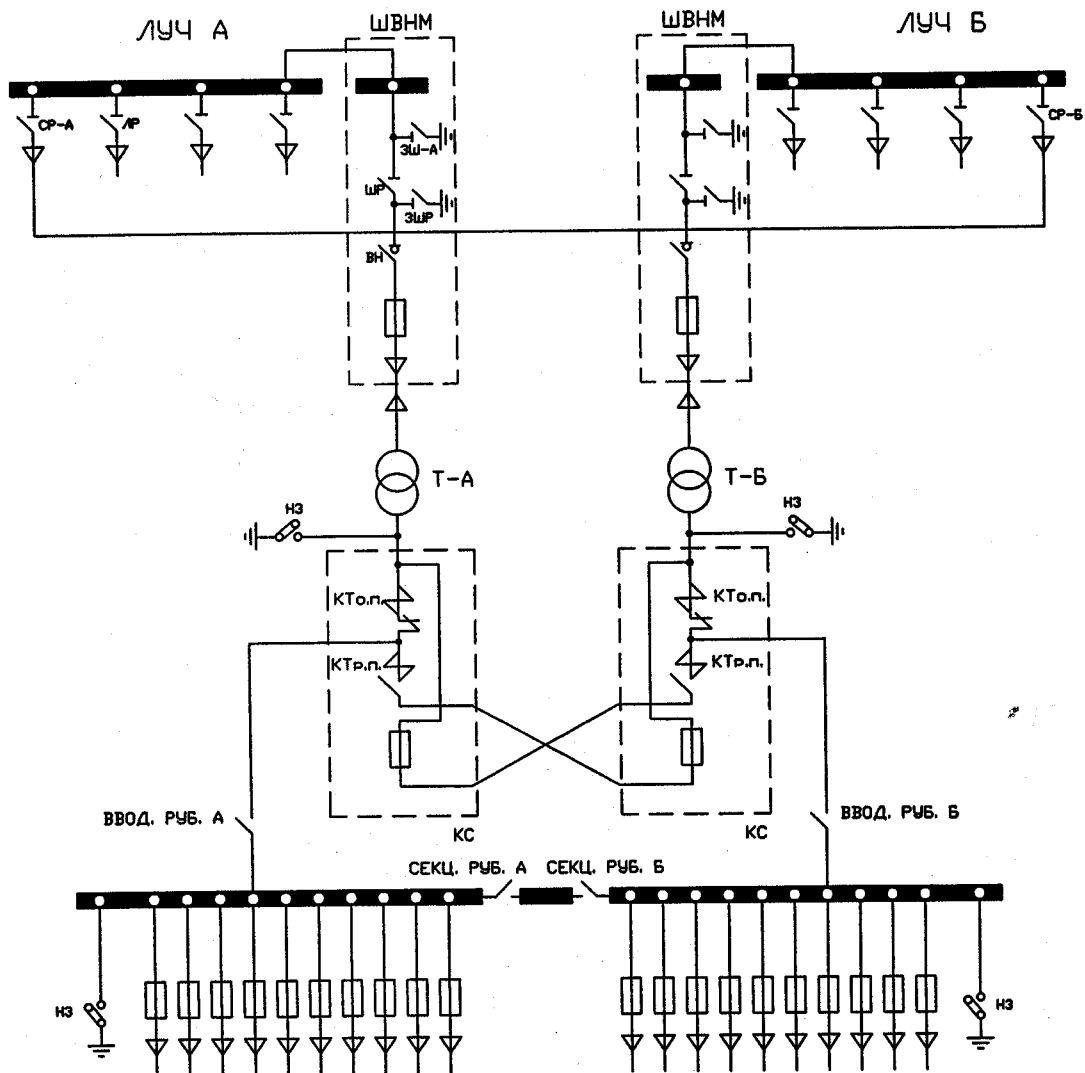 ЛУЧ А
ШВНМ
ШВНМ
ЛУЧ Б
СР-А
ЛР
СР-Б
ЗШ-А
ШР
ЗШР
ВН
Т-А
Т-Б
НЗ
НЗ
КТо.п.
КТо.п.
КТр.п.
КТр.п.
ВВОД. РУБ. А
ВВОД. РУБ. Б
КС
КС
СЕКЦ. РУБ. А
СЕКЦ. РУБ. Б
НЗ
НЗ